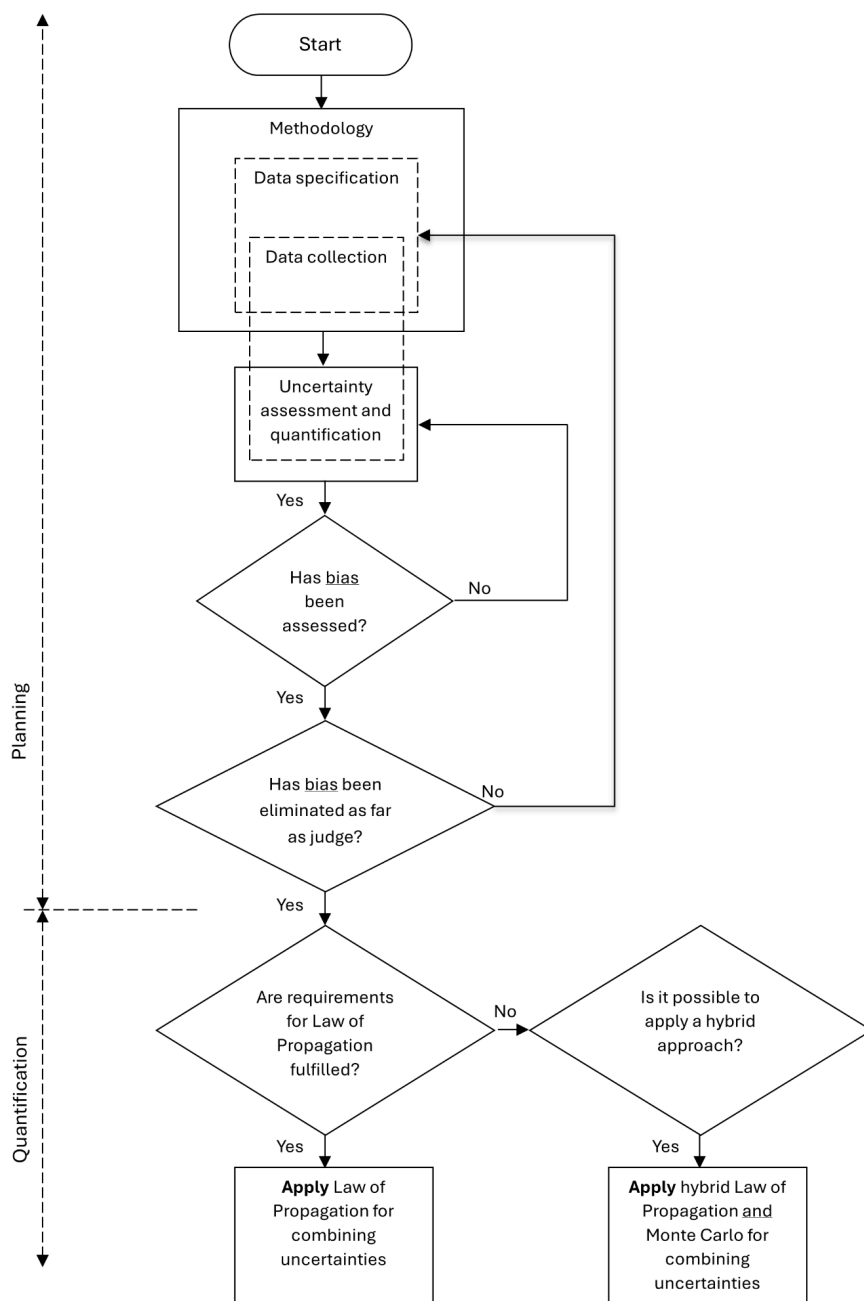 Start
Methodology
Data specification
Data collection
Uncertainty
assessment and
quantification
Yes
Has bias
been
assessed?
No
Yes
Has bias been
eliminated as far
as judge?
No
Planning
Yes
Are requirements
for Law of
Propagation
fulfilled?
No
Is it possible to
apply a hybrid
approach?
Quantification
Yes
Yes
Apply Law of
Propagation for
combining
uncertainties
Apply hybrid Law of
Propagation and
Monte Carlo for
combining
uncertainties